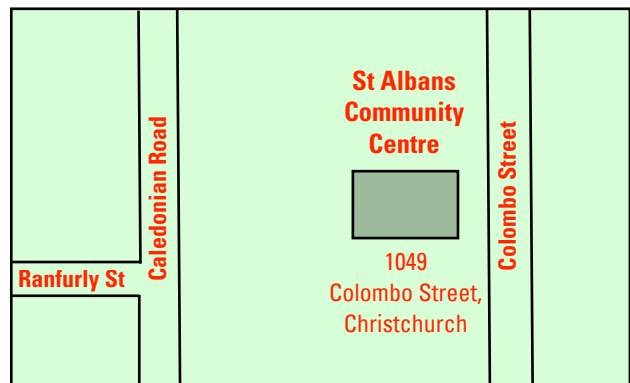 St Albans
Community
Centre
Caledonian Road
Colombo Street
Ranfurly St
1049
Colombo Street,
Christchurch